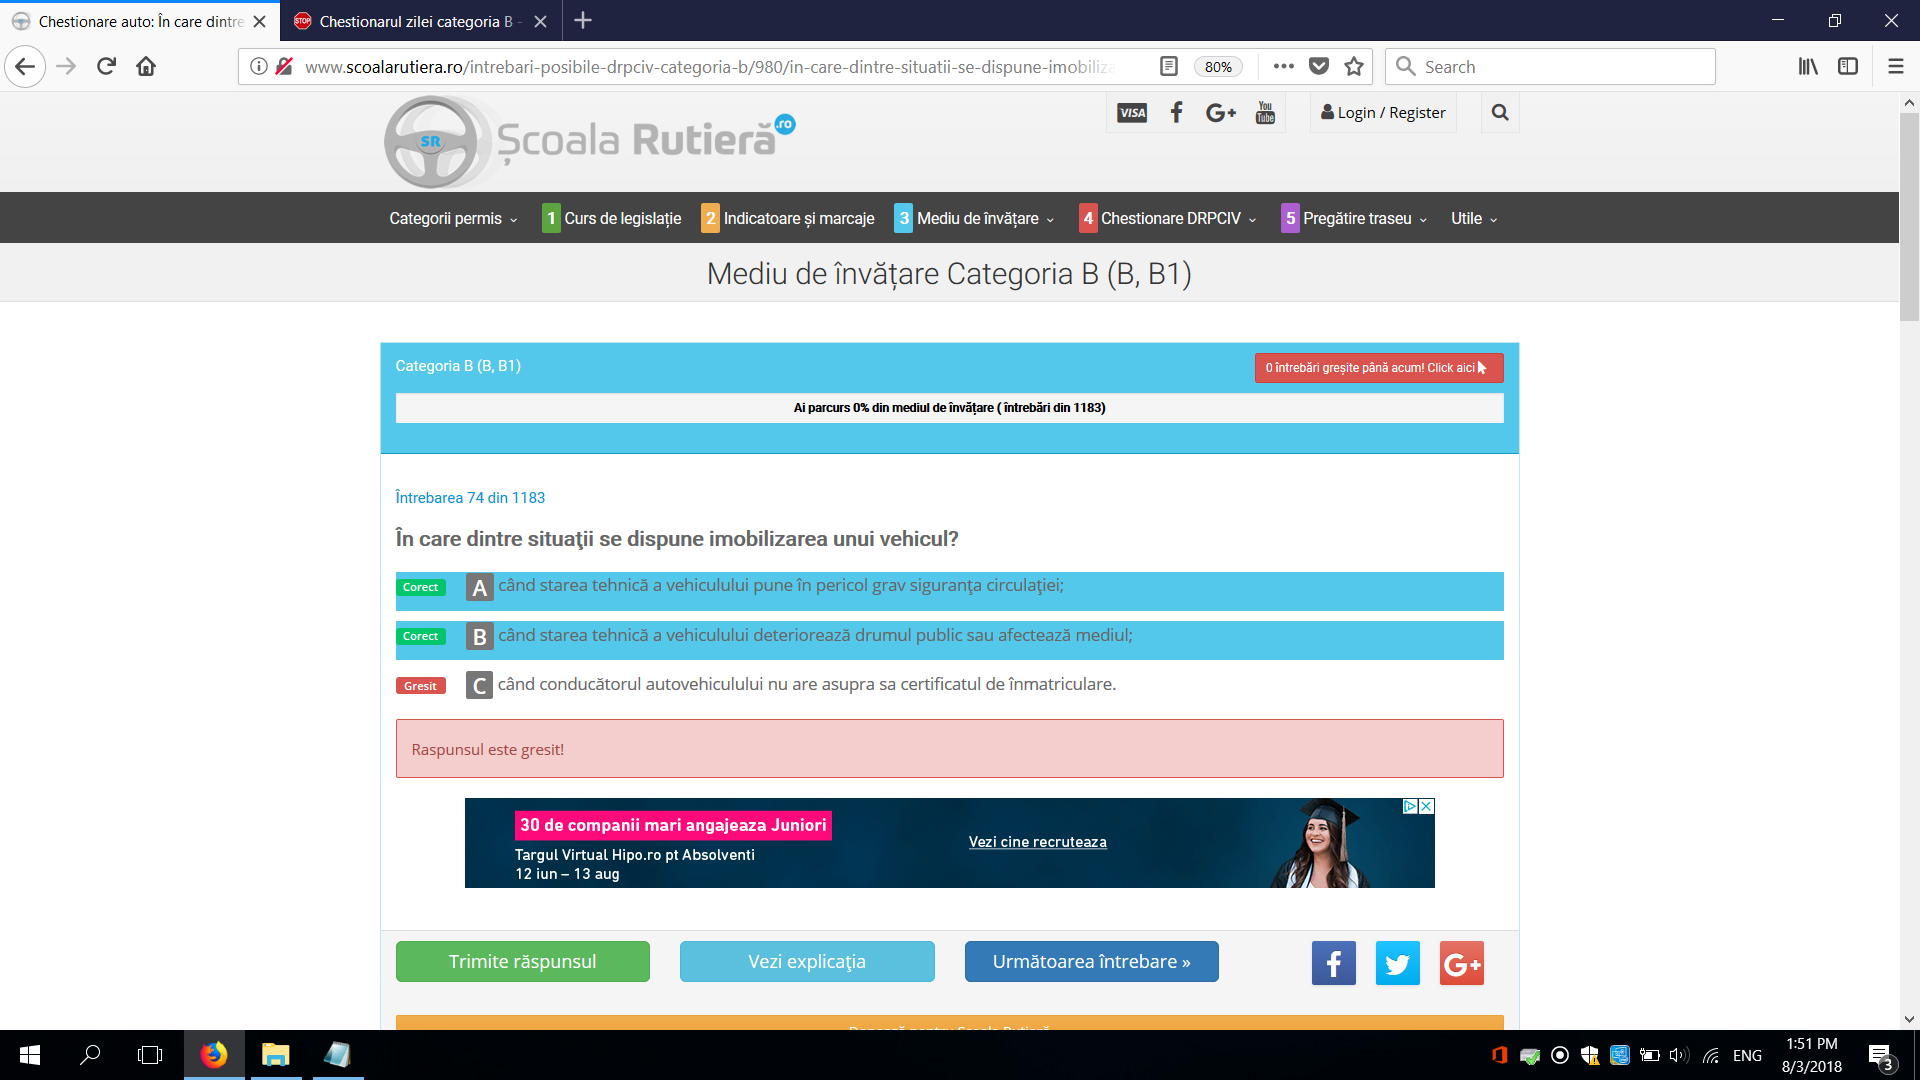 Chestionare auto: În care dintre
Chestionarul zilei categoria B -
www.scoalarutiera.ro/intrebari-posibile-drpciv-categoria-b/980/in-care-dintre-situatii-se-dispune-imobiliza
80%
Search
SR Școala Rutieră .ro
VISA
You Tube
Login / Register
Categorii permis
1 Curs de legislație
2 Indicatoare și marcaje
3 Mediu de învățare
4 Chestionare DRPCIV
5 Pregătire traseu
Utile
Mediu de învățare Categoria B (B, B1)
Categoria B (B, B1)
0 întrebări greșite până acum! Click aici
Ai parcurs 0% din mediul de învățare ( întrebări din 1183)
Întrebarea 74 din 1183
În care dintre situaţii se dispune imobilizarea unui vehicul?
Corect A când starea tehnică a vehiculului pune în pericol grav siguranţa circulaţiei;
Corect B când starea tehnică a vehiculului deteriorează drumul public sau afectează mediul;
Gresit C când conducătorul autovehiculului nu are asupra sa certificatul de înmatriculare.
Raspunsul este gresit!
30 de companii mari angajeaza Juniori
Targul Virtual Hipo.ro pt Absolventi
12 iun – 13 aug
Vezi cine recruteaza
Trimite răspunsul
Vezi explicaţia
Următoarea întrebare »
f
G+
ENG
1:51 PM
8/3/2018
3